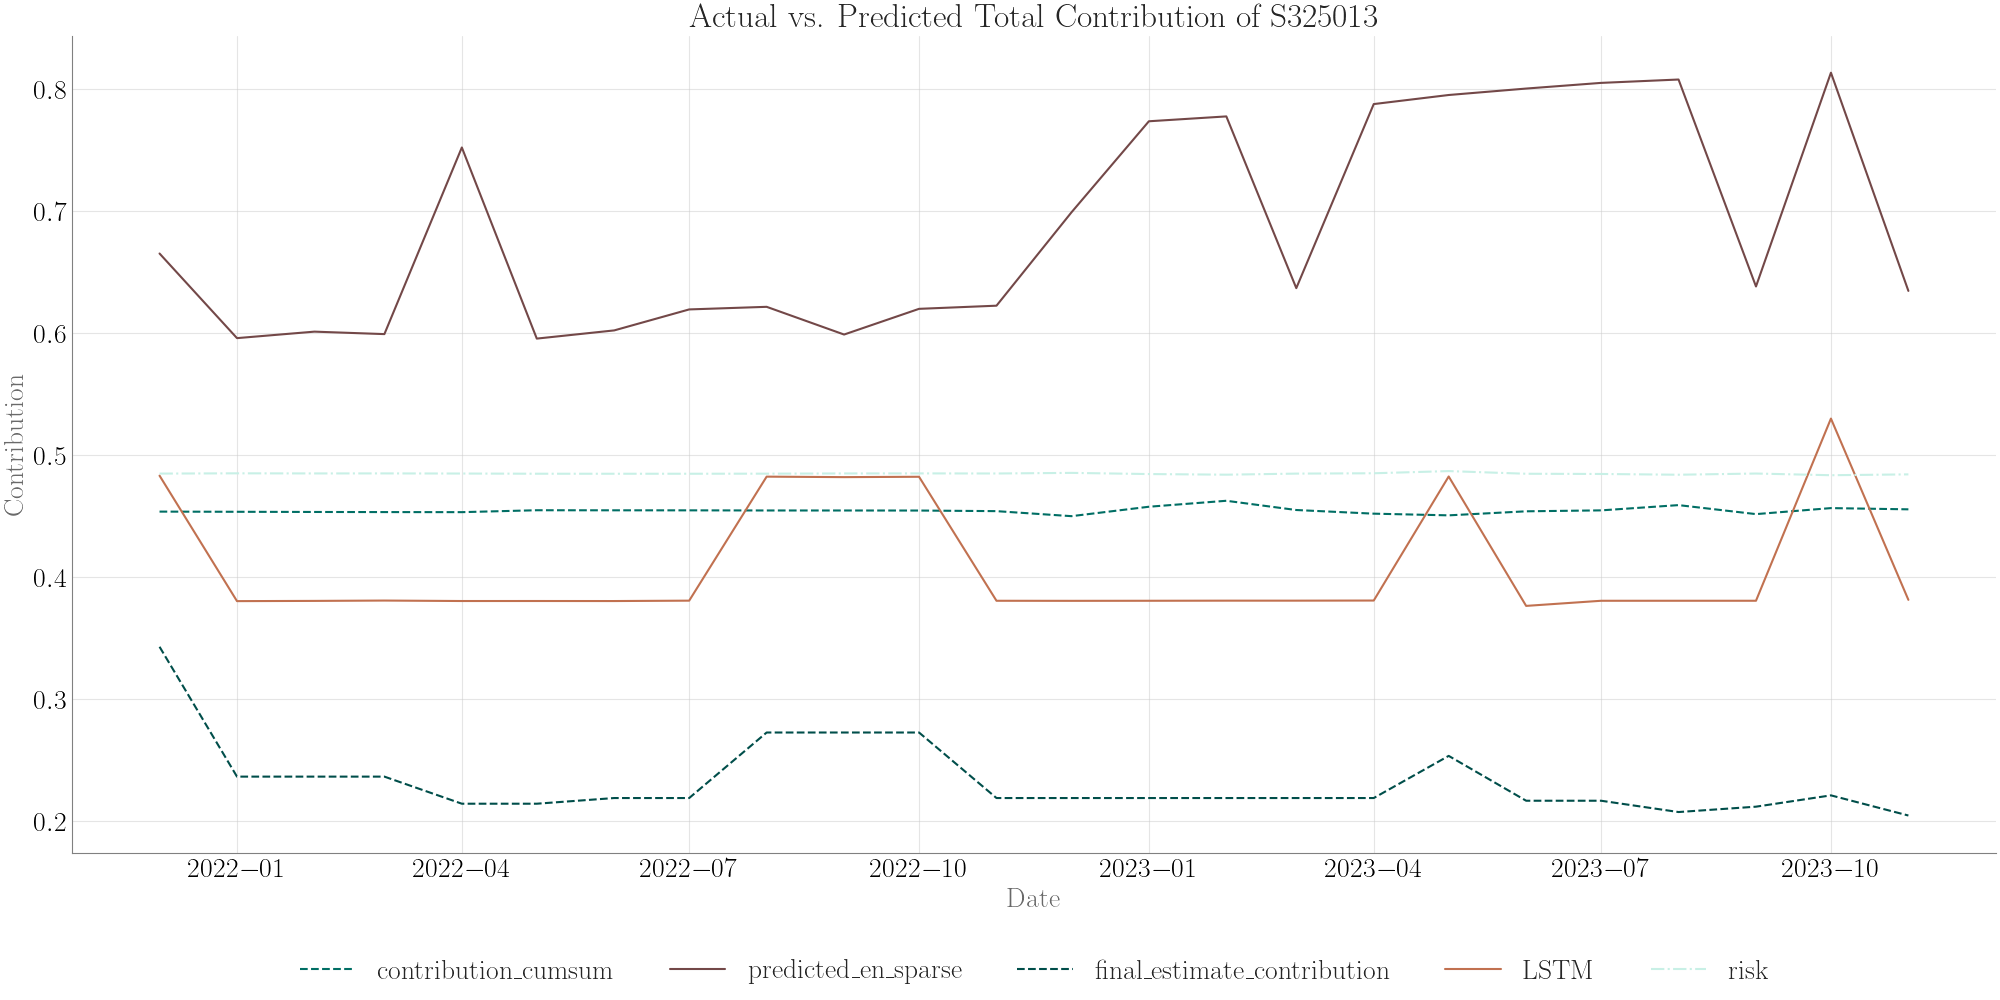 Actual vs. Predicted Total Contribution of S325013
Contribution
0.8
0.7
0.6
0.5
0.4
0.3
0.2
2022–01 2022–04 2022–07 2022–10 2023–01 2023–04 2023–07 2023–10
Date
contribution_cumsum predicted_en_sparse final_estimate_contribution LSTM risk